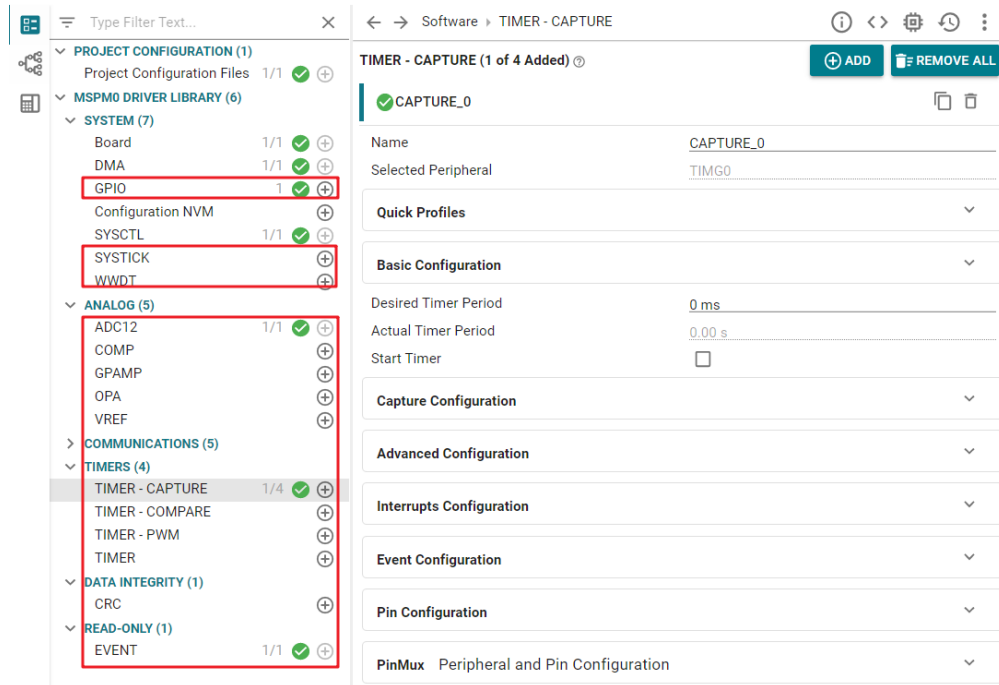 Type Filter Text...
PROJECT CONFIGURATION (1)
Project Configuration Files 1/1
MSPM0 DRIVER LIBRARY (6)
SYSTEM (7)
Board 1/1
DMA 1/1
GPIO 1
Configuration NVM
SYSCTL 1/1
SYSTICK
WWDT
ANALOG (5)
ADC12 1/1
COMP
GPAMP
OPA
VREF
COMMUNICATIONS (5)
TIMERS (4)
TIMER - CAPTURE 1/4
TIMER - COMPARE
TIMER - PWM
TIMER
DATA INTEGRITY (1)
CRC
READ-ONLY (1)
EVENT 1/1
Software TIMER - CAPTURE
TIMER - CAPTURE (1 of 4 Added)
ADD
REMOVE ALL
CAPTURE_0
Name CAPTURE_0
Selected Peripheral TIMG0
Quick Profiles
Basic Configuration
Desired Timer Period 0 ms
Actual Timer Period 0.00 s
Start Timer
Capture Configuration
Advanced Configuration
Interrupts Configuration
Event Configuration
Pin Configuration
PinMux Peripheral and Pin Configuration